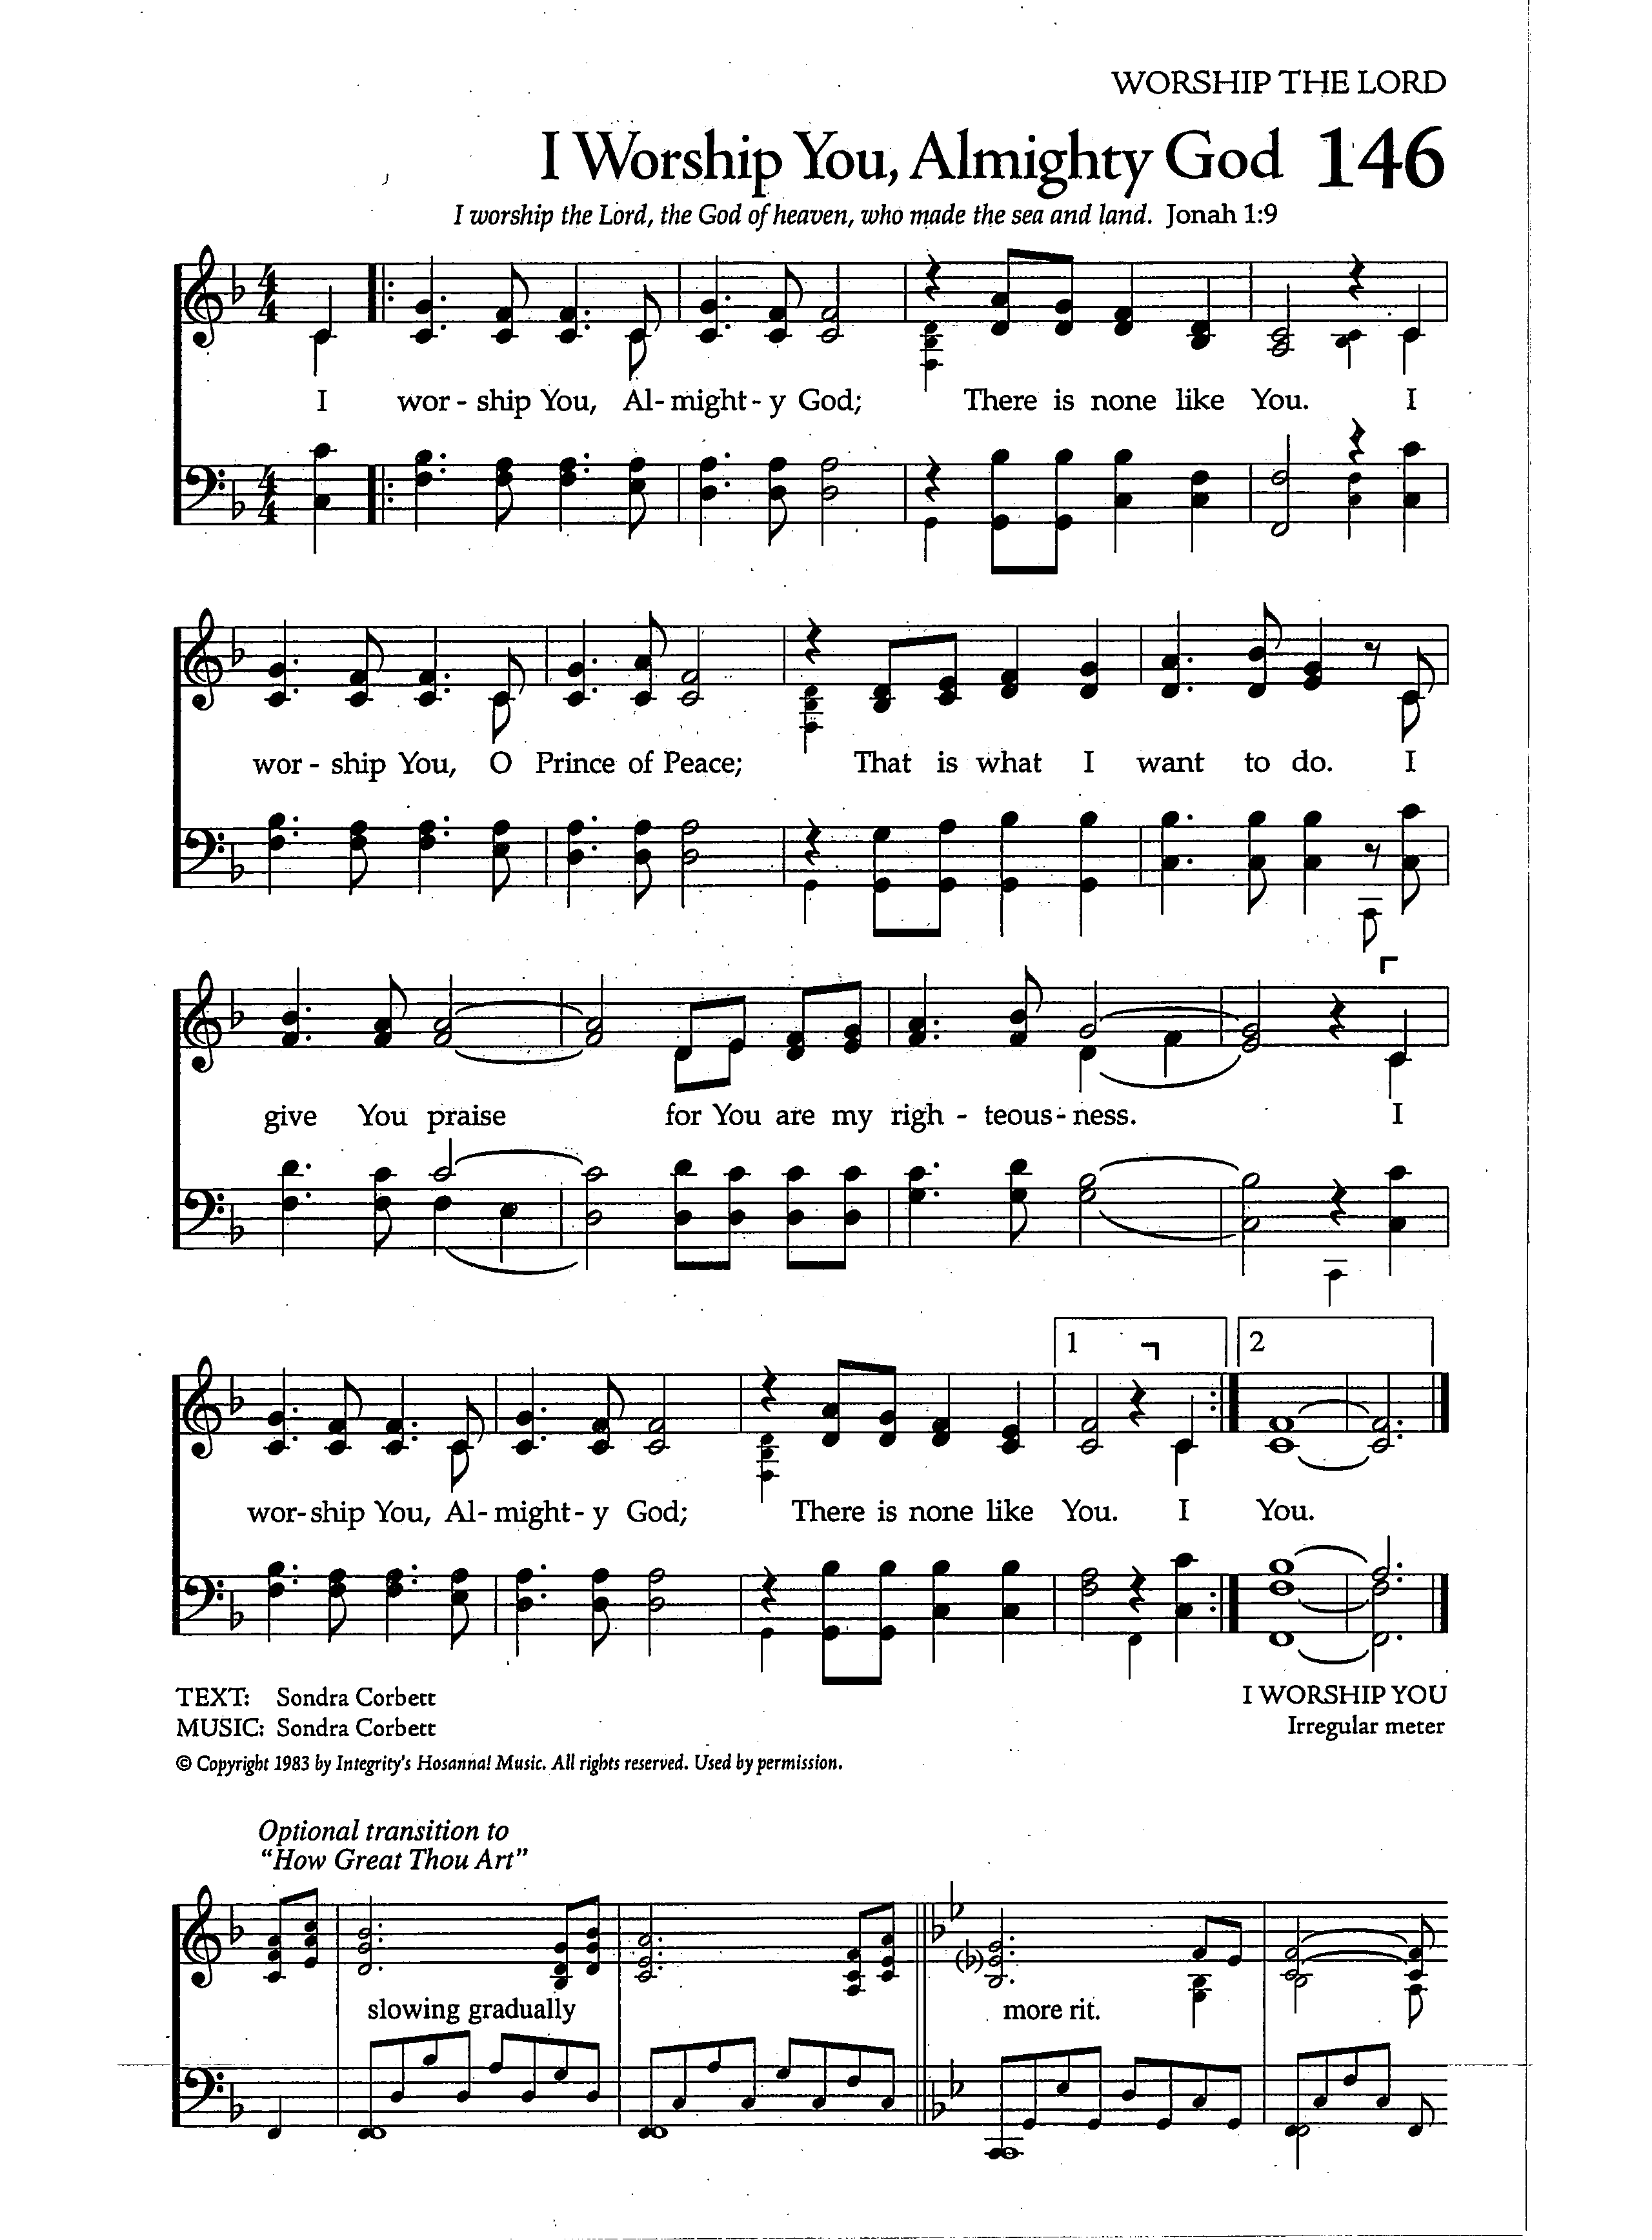 WORSHIP THE LORD
I Worship You, Almighty God 146
I worship the Lord, the God of heaven, who made the sea and land. Jonah 1:9
I wor - ship You, Al - might - y God; There is none like You. I
wor - ship You, O Prince of Peace; That is what I want to do. I
give You praise for You are my righ - teous - ness. I
1 2
wor - ship You, Al - might - y God; There is none like You. I You.
TEXT: Sondra Corbett I WORSHIP YOU
MUSIC: Sondra Corbett Irregular meter
© Copyright 1983 by Integrity's Hosanna! Music. All rights reserved. Used by permission.
Optional transition to
“How Great Thou Art”
slowing gradually more rit.